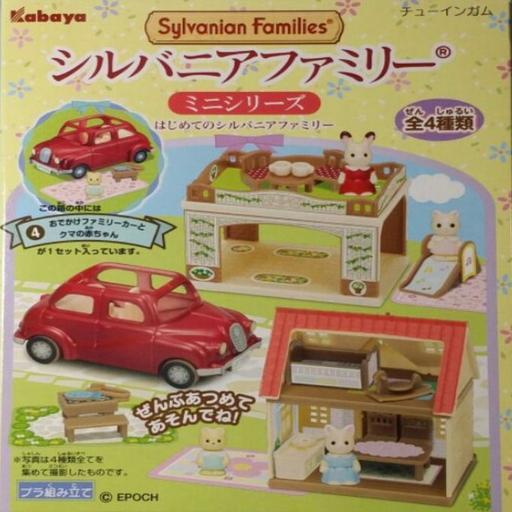 Kabaya
チューインガム
Sylvanian Families®
シルバニアファミリー®
ミニシリーズ
はじめてのシルバニアファミリー
ぜん しゅるい
全4種類
この箱の中には
4 おでかけファミリーカーと
クマの赤ちゃん
が1セット入っています。
ぜんぶあつめて
あそんでね!
※写真は4種類全てを
集めて撮影したものです。
プラ組み立て © EPOCH